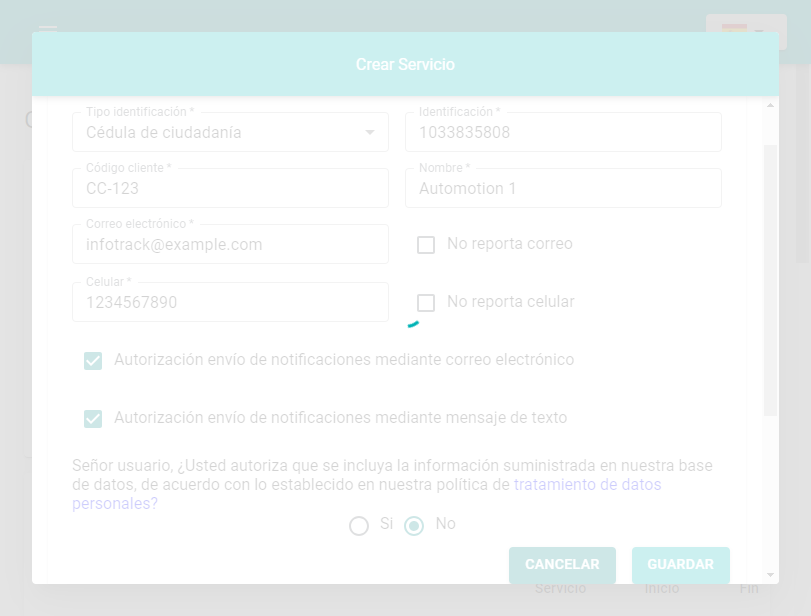 Crear Servicio
Tipo identificación *
Identificación *
Cédula de ciudadanía
1033835808
Código cliente *
Nombre *
CC-123
Automotion 1
Correo electrónico *
infotrack@example.com
No reporta correo
Celular *
1234567890
No reporta celular
Autorización envío de notificaciones mediante correo electrónico
Autorización envío de notificaciones mediante mensaje de texto
Señor usuario, ¿Usted autoriza que se incluya la información suministrada en nuestra base
de datos, de acuerdo con lo establecido en nuestra política de tratamiento de datos
personales?
Si No
CANCELAR GUARDAR
Servicio Inicio Fin